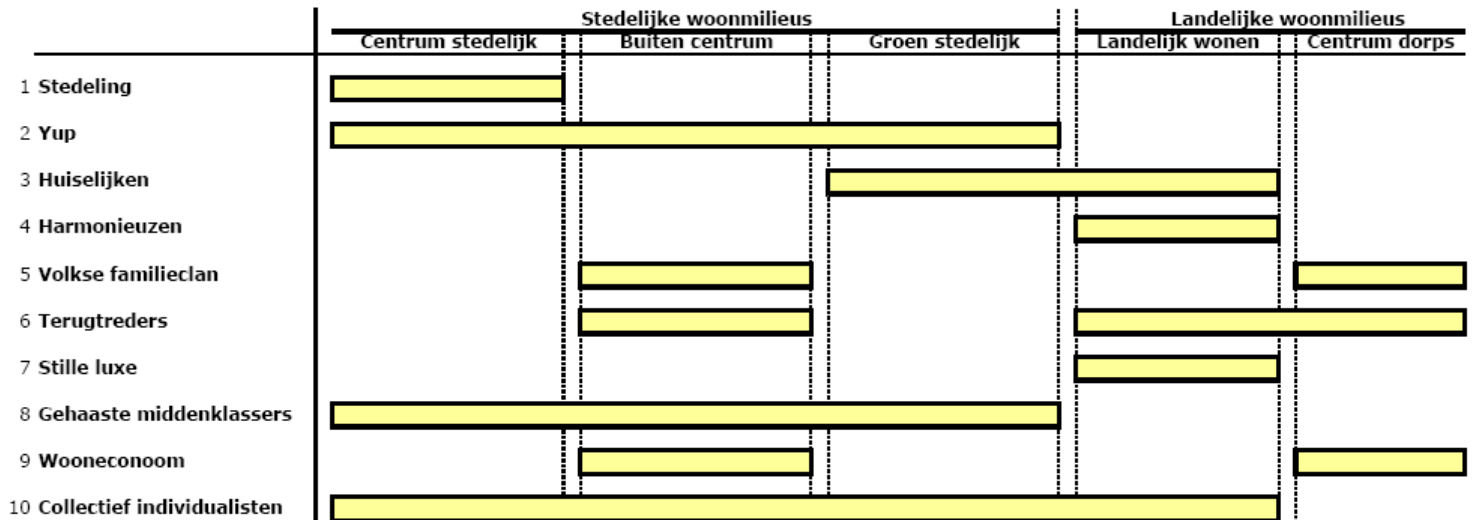 Stedelijke woonmilieus Landelijke woonmilieus
Centrum stedelijk Buiten centrum Groen stedelijk Landelijk wonen Centrum dorps
1 Stedeling
2 Yup
3 Huiselijken
4 Harmonieuzen
5 Volkse familieclan
6 Terugtreders
7 Stille luxe
8 Gehaaste middenklassers
9 Wooneconoom
10 Collectief individualisten